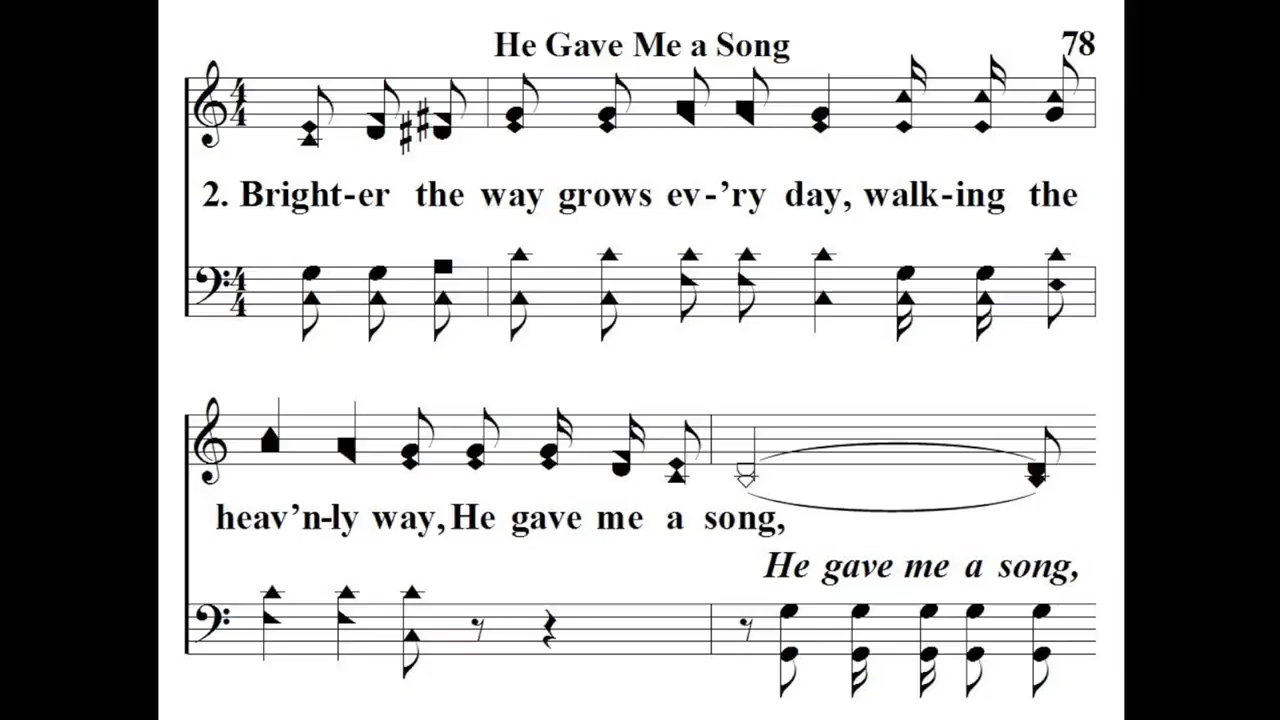 He Gave Me a Song 78
2. Bright-er the way grows ev-’ry day, walk-ing the
heav’n-ly way, He gave me a song,
He gave me a song,